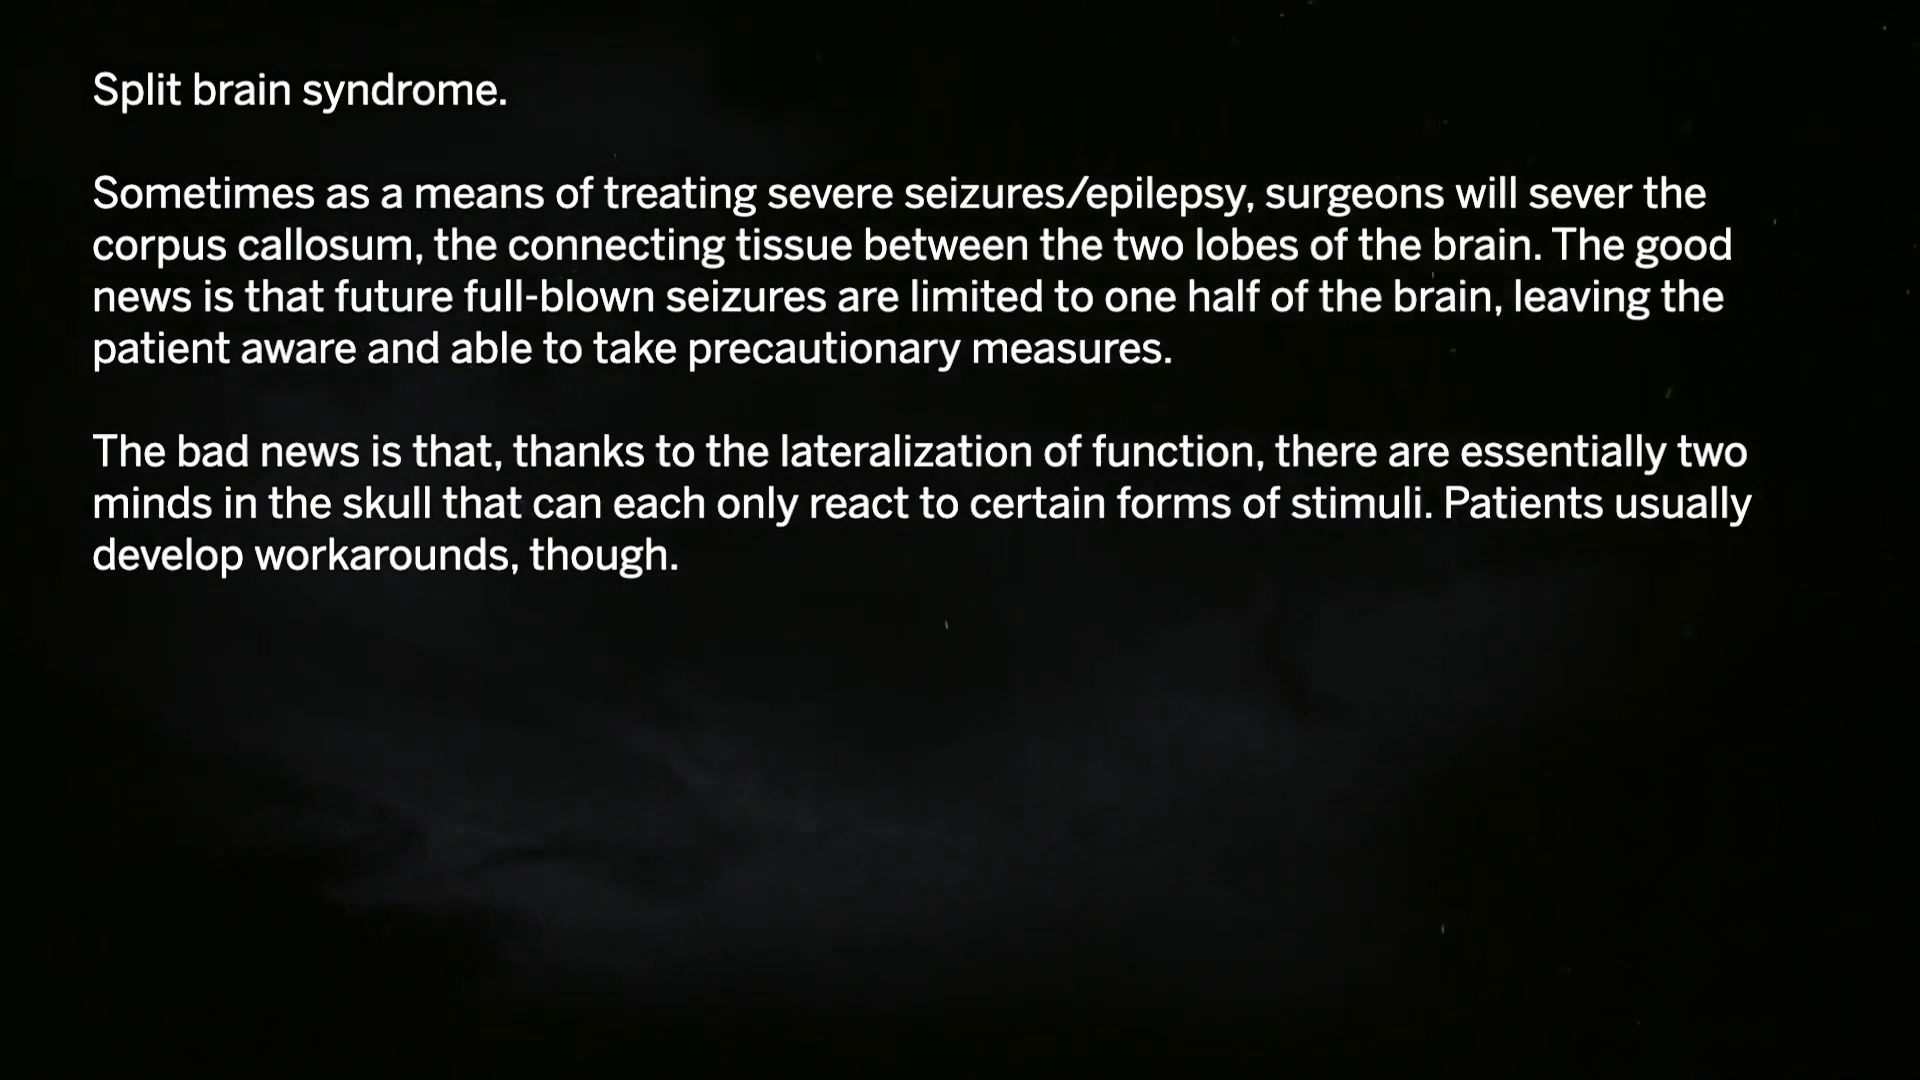 Split brain syndrome.
Sometimes as a means of treating severe seizures/epilepsy, surgeons will sever the
corpus callosum, the connecting tissue between the two lobes of the brain. The good
news is that future full-blown seizures are limited to one half of the brain, leaving the
patient aware and able to take precautionary measures.
The bad news is that, thanks to the lateralization of function, there are essentially two
minds in the skull that can each only react to certain forms of stimuli. Patients usually
develop workarounds, though.